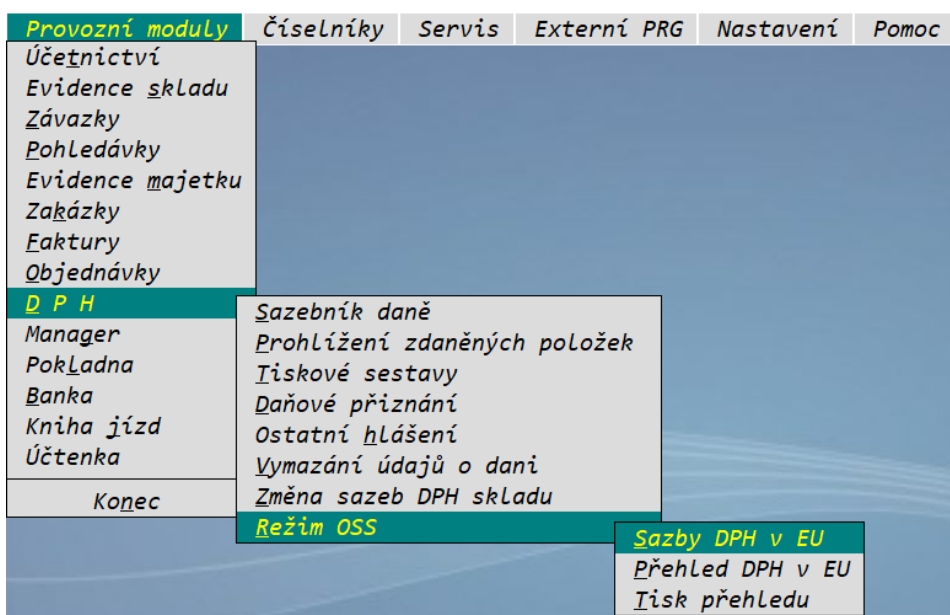 Provozní moduly Číselníky Servis Externí PRG Nastavení Pomoc
Účetnictví
Evidence skladu
Závazky
Pohledávky
Evidence majetku
Zakázky
Faktury
Objednávky
D P H
Manager
Pokladna
Banka
Kniha jízd
Účtenka
Konec
Sazebník daně
Prohlížení zdaněných položek
Tiskové sestavy
Daňové přiznání
Ostatní hlášení
Vymazání údajů o dani
Změna sazeb DPH skladu
Režim OSS
Sazby DPH v EU
Přehled DPH v EU
Tisk přehledu